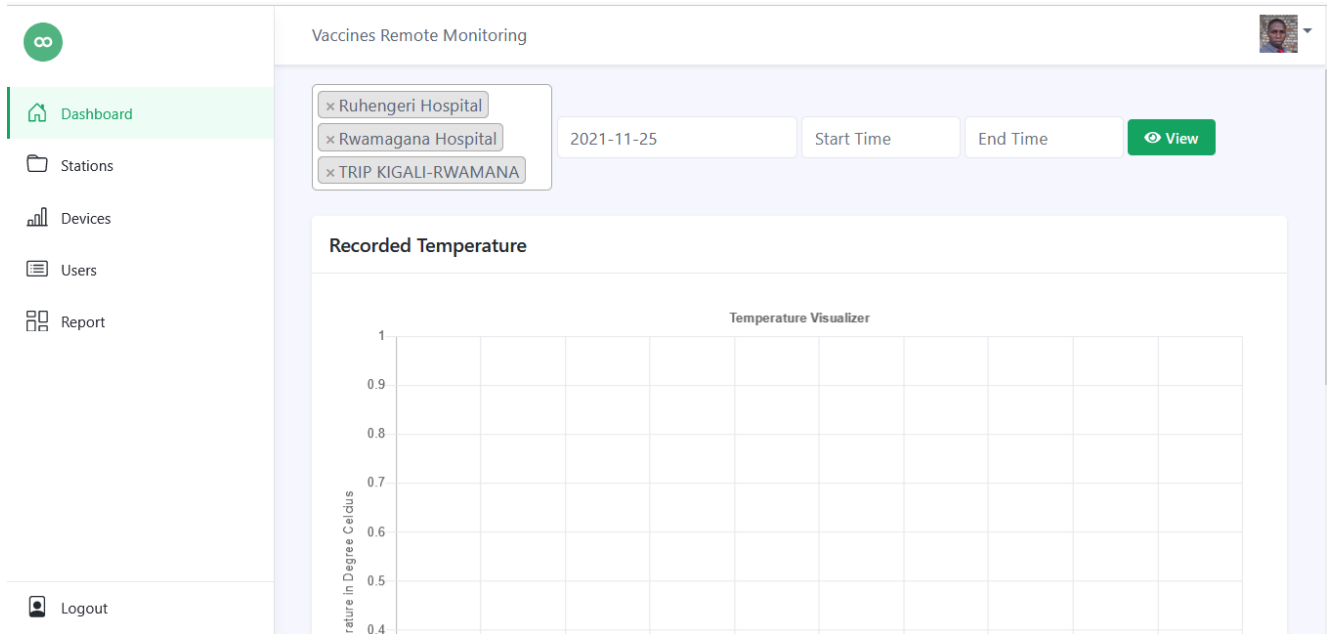 Vaccines Remote Monitoring
Dashboard
Stations
Devices
Users
Report
Logout
× Ruhengeri Hospital
× Rwamagana Hospital
× TRIP KIGALI-RWAMANA
2021-11-25
Start Time
End Time
View
Recorded Temperature
Temperature Visualizer
1
0.9
0.8
0.7
0.6
0.5
0.4
rature in Degree Celcius